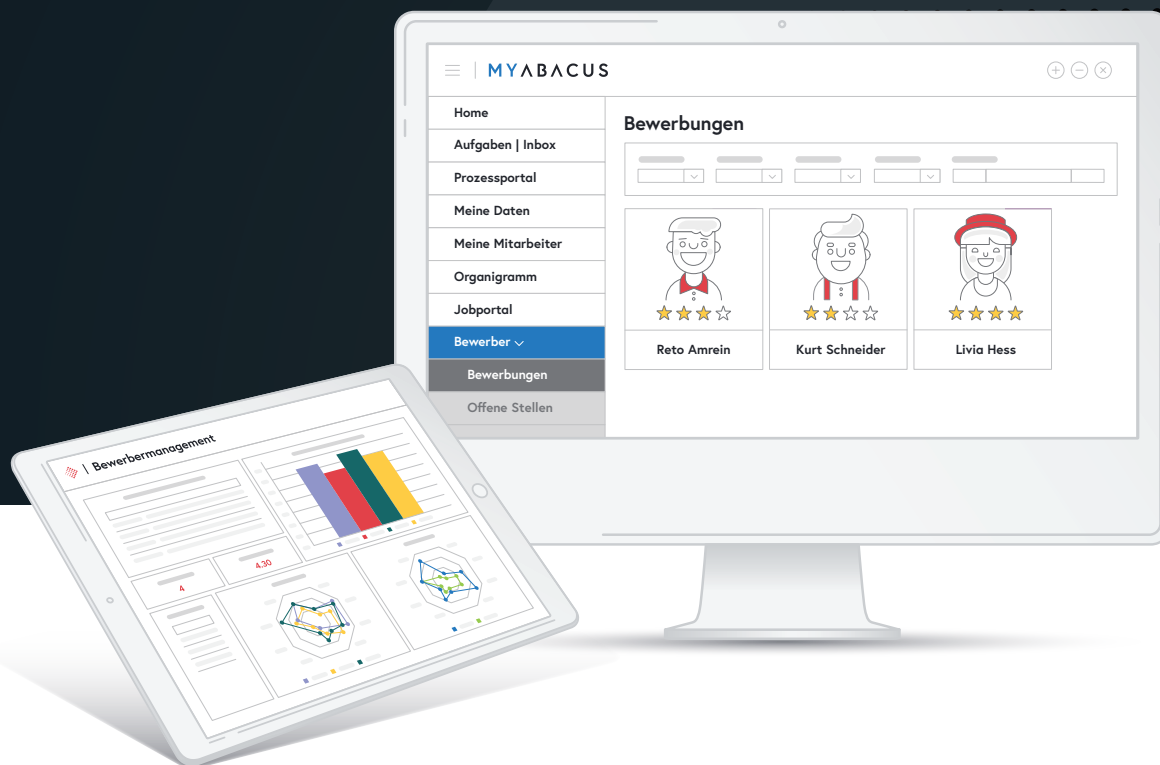 MYABACUS
Home
Aufgaben | Inbox
Prozessportal
Meine Daten
Meine Mitarbeiter
Organigramm
Jobportal
Bewerber
Bewerbungen
Offene Stellen
Bewerbungen
Reto Amrein
Kurt Schneider
Livia Hess
| Bewerbermanagement
4
4.30